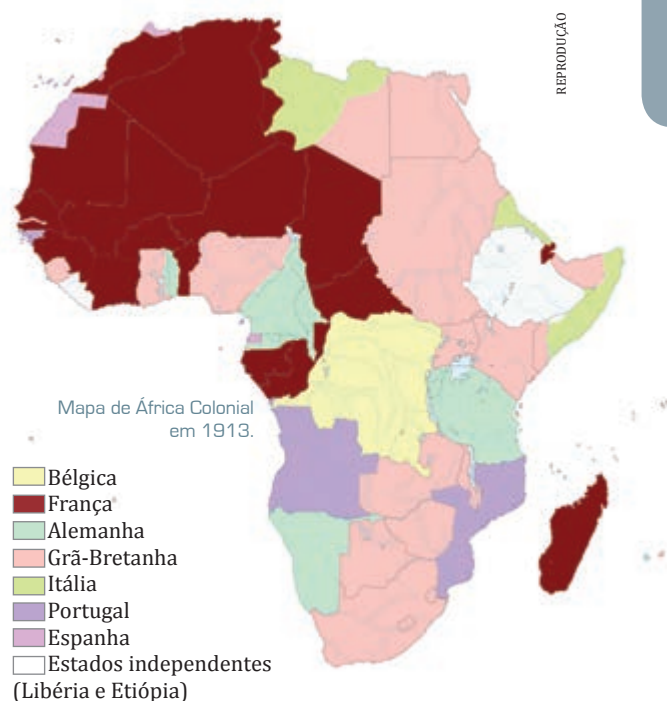 REPRODUÇÃO
Mapa de África Colonial
em 1913.
Bélgica
França
Alemanha
Grã-Bretanha
Itália
Portugal
Espanha
Estados independentes
(Libéria e Etiópia)